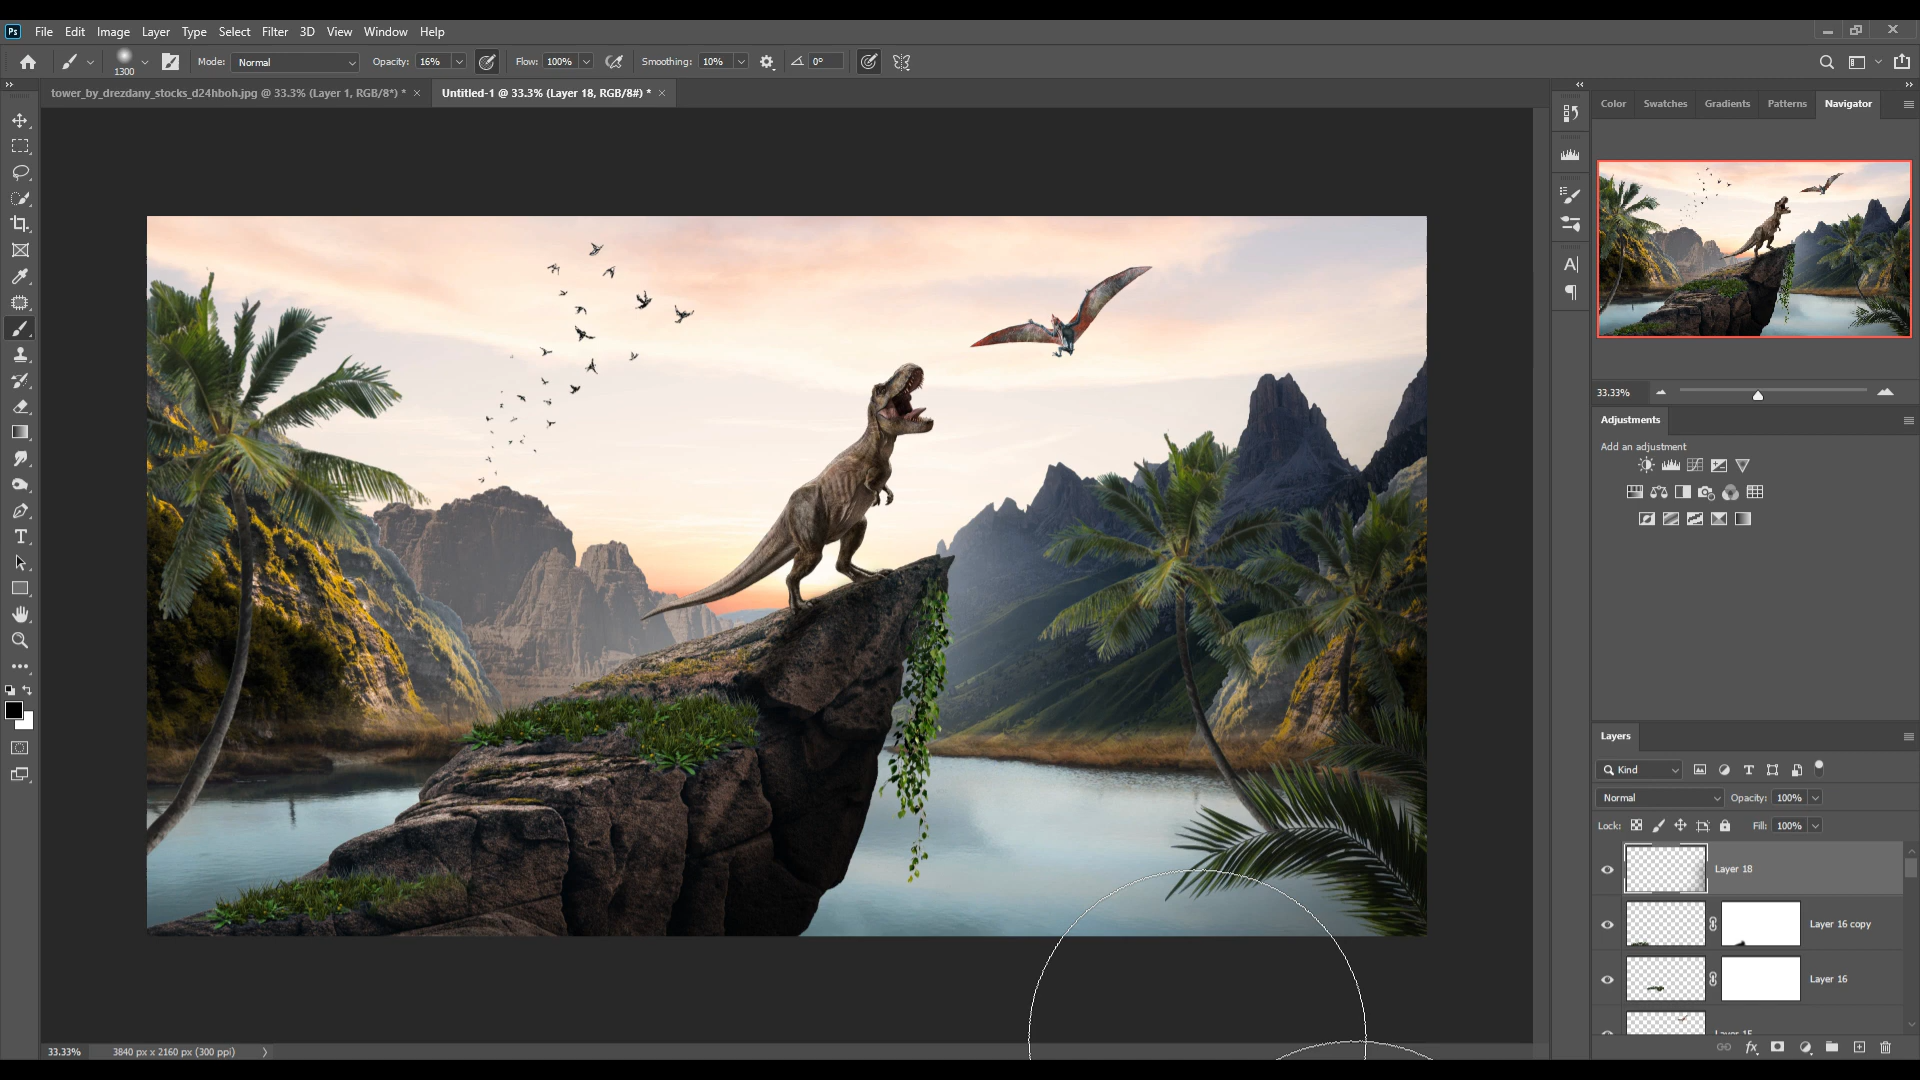 Ps File Edit Image Layer Type Select Filter 3D View Window Help
1300 Mode: Normal Opacity: 16% Flow: 100% Smoothing: 10% 0°
tower_by_drezdany_stocks_d24hboh.jpg @ 33.3% (Layer 1, RGB/8*) * × Untitled-1 @ 33.3% (Layer 18, RGB/8#) * ×
Color Swatches Gradients Patterns Navigator
33.33%
Adjustments
Add an adjustment
Layers
Kind
Normal Opacity: 100%
Lock: Fill: 100%
Layer 18
Layer 16 copy
Layer 16
33.33% 3840 px x 2160 px (300 ppi)